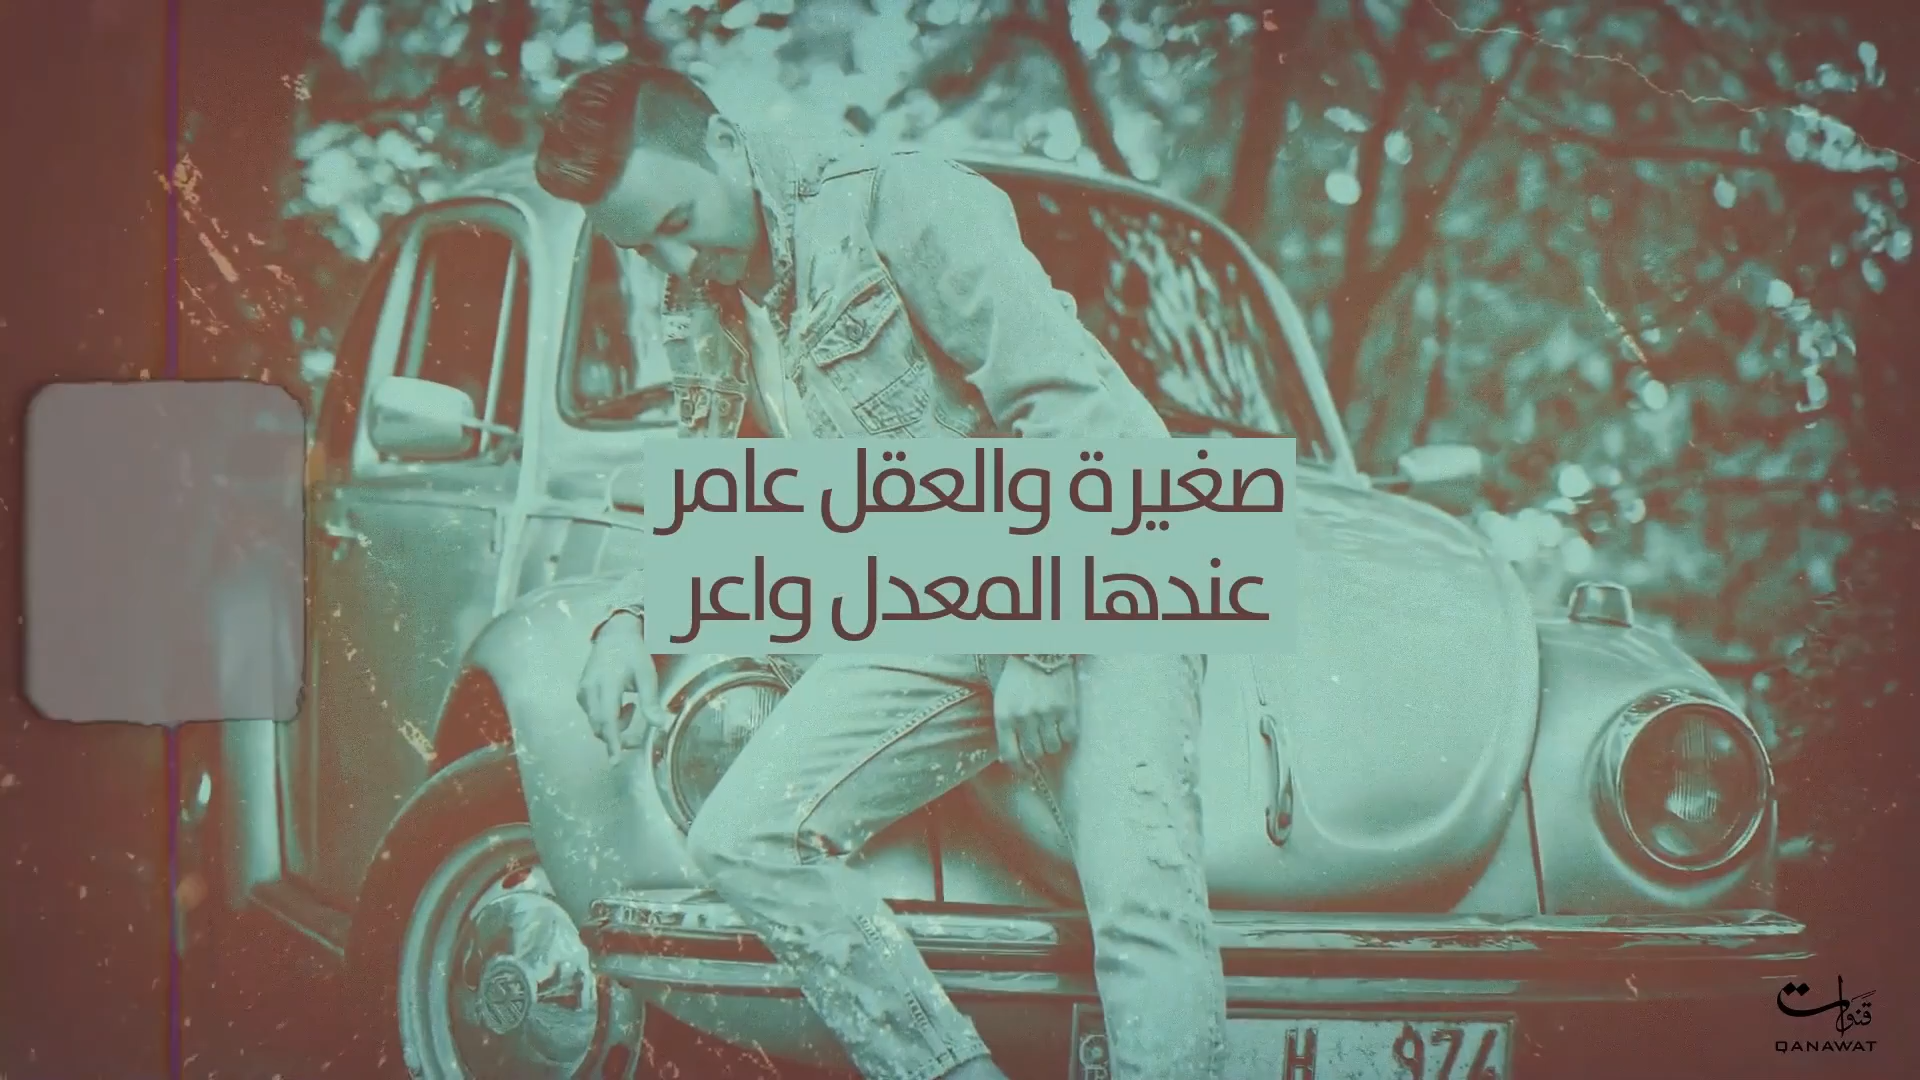 صغيرة والعقل عامر
عندها المعدل واعر
H 974
قنوات
QANAWAT